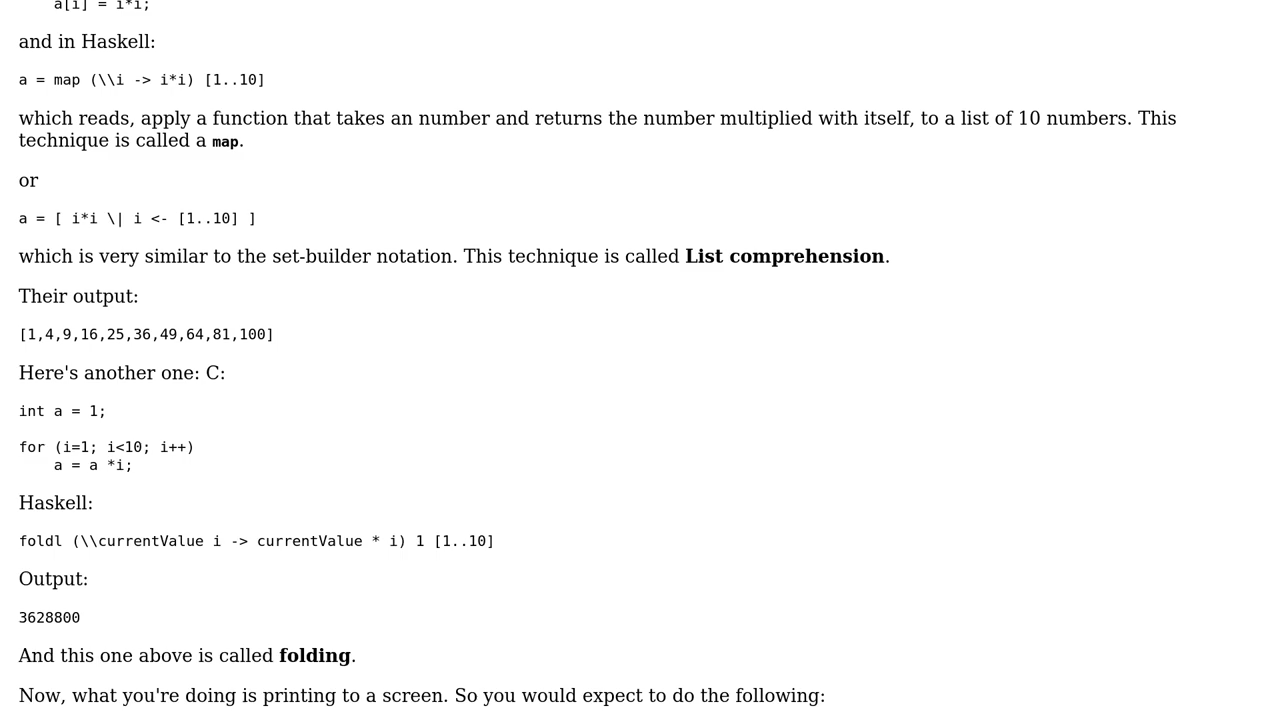 a[i] = i*i;
and in Haskell:
a = map (\\i -> i*i) [1..10]
which reads, apply a function that takes an number and returns the number multiplied with itself, to a list of 10 numbers. This
technique is called a map.
or
a = [ i*i \| i <- [1..10] ]
which is very similar to the set-builder notation. This technique is called List comprehension.
Their output:
[1,4,9,16,25,36,49,64,81,100]
Here's another one: C:
int a = 1;
for (i=1; i<10; i++)
a = a *i;
Haskell:
foldl (\\currentValue i -> currentValue * i) 1 [1..10]
Output:
3628800
And this one above is called folding.
Now, what you're doing is printing to a screen. So you would expect to do the following: